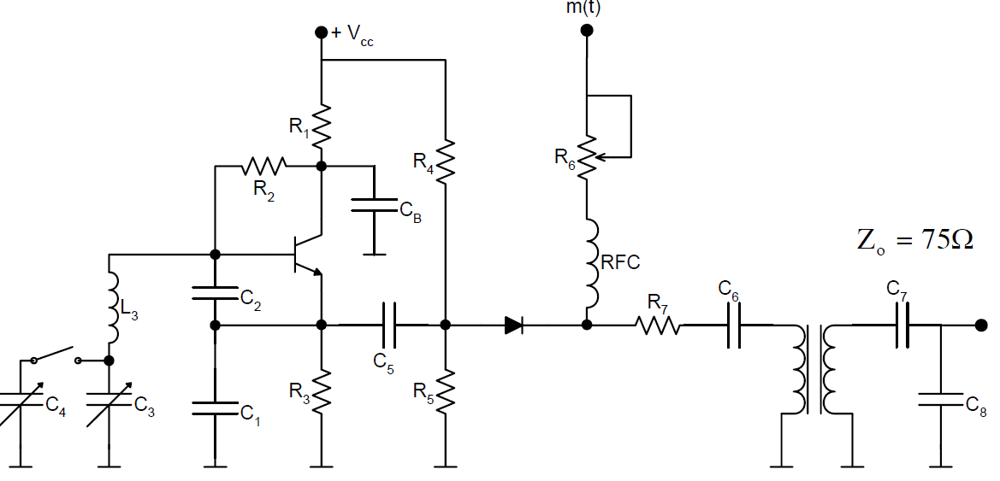 m(t)
+ Vcc
R1
R2
R4
R6
CB
Zo = 75Ω
RFC
C2
L3
R7
C6
C7
C5
C4
C3
C1
R3
R5
C8